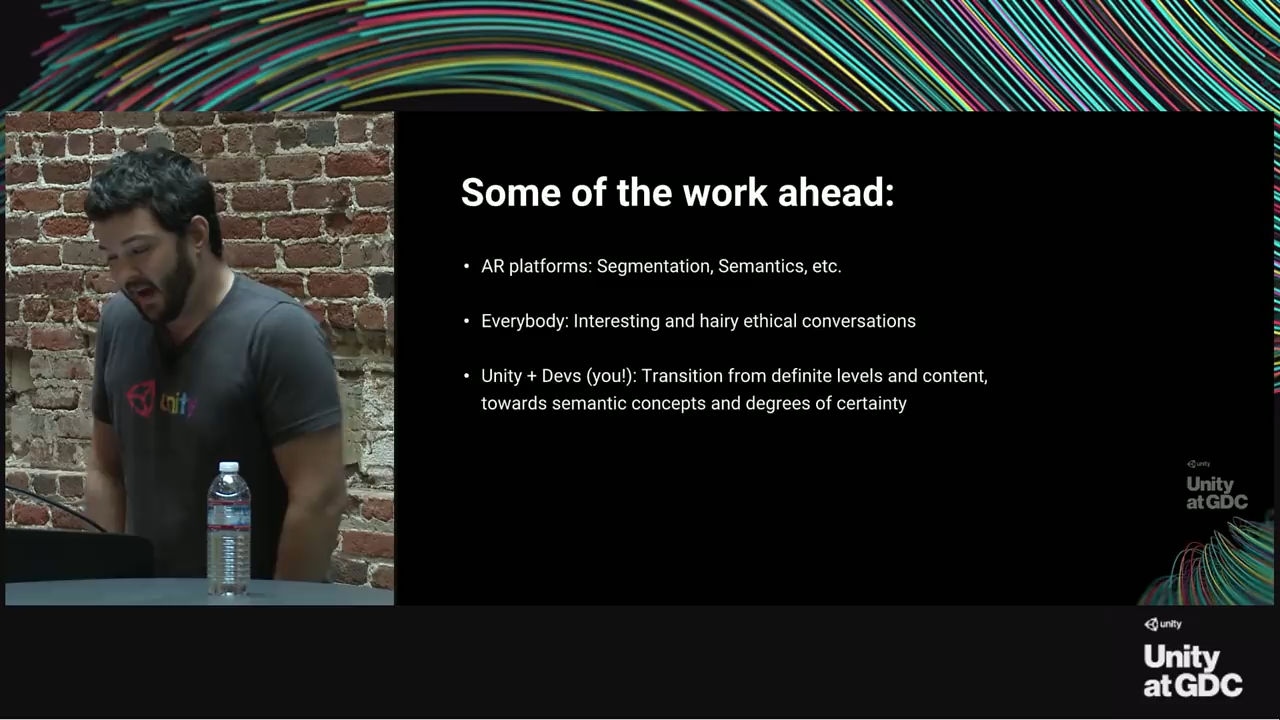 Some of the work ahead:
• AR platforms: Segmentation, Semantics, etc.
• Everybody: Interesting and hairy ethical conversations
• Unity + Devs (you!): Transition from definite levels and content,
towards semantic concepts and degrees of certainty
unity
unity
Unity
at GDC
unity
Unity
at GDC